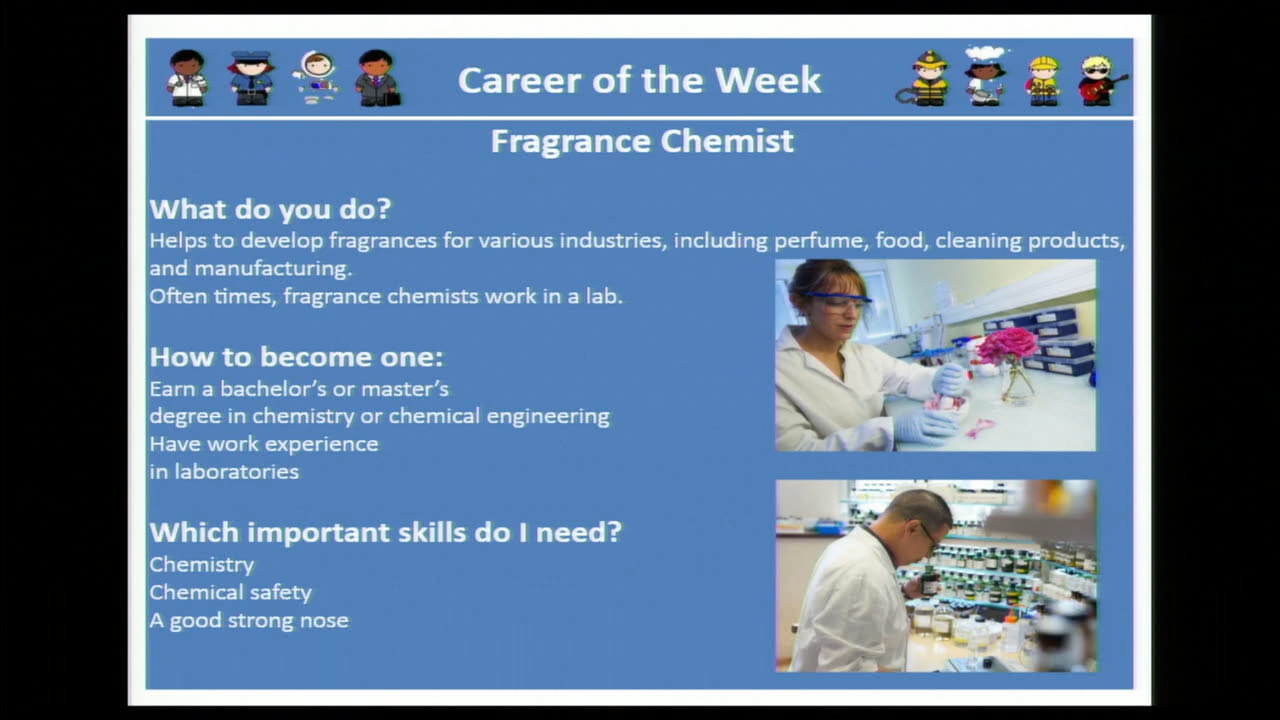 Career of the Week
Fragrance Chemist
What do you do?
Helps to develop fragrances for various industries, including perfume, food, cleaning products,
and manufacturing.
Often times, fragrance chemists work in a lab.
How to become one:
Earn a bachelor’s or master’s
degree in chemistry or chemical engineering
Have work experience
in laboratories
Which important skills do I need?
Chemistry
Chemical safety
A good strong nose